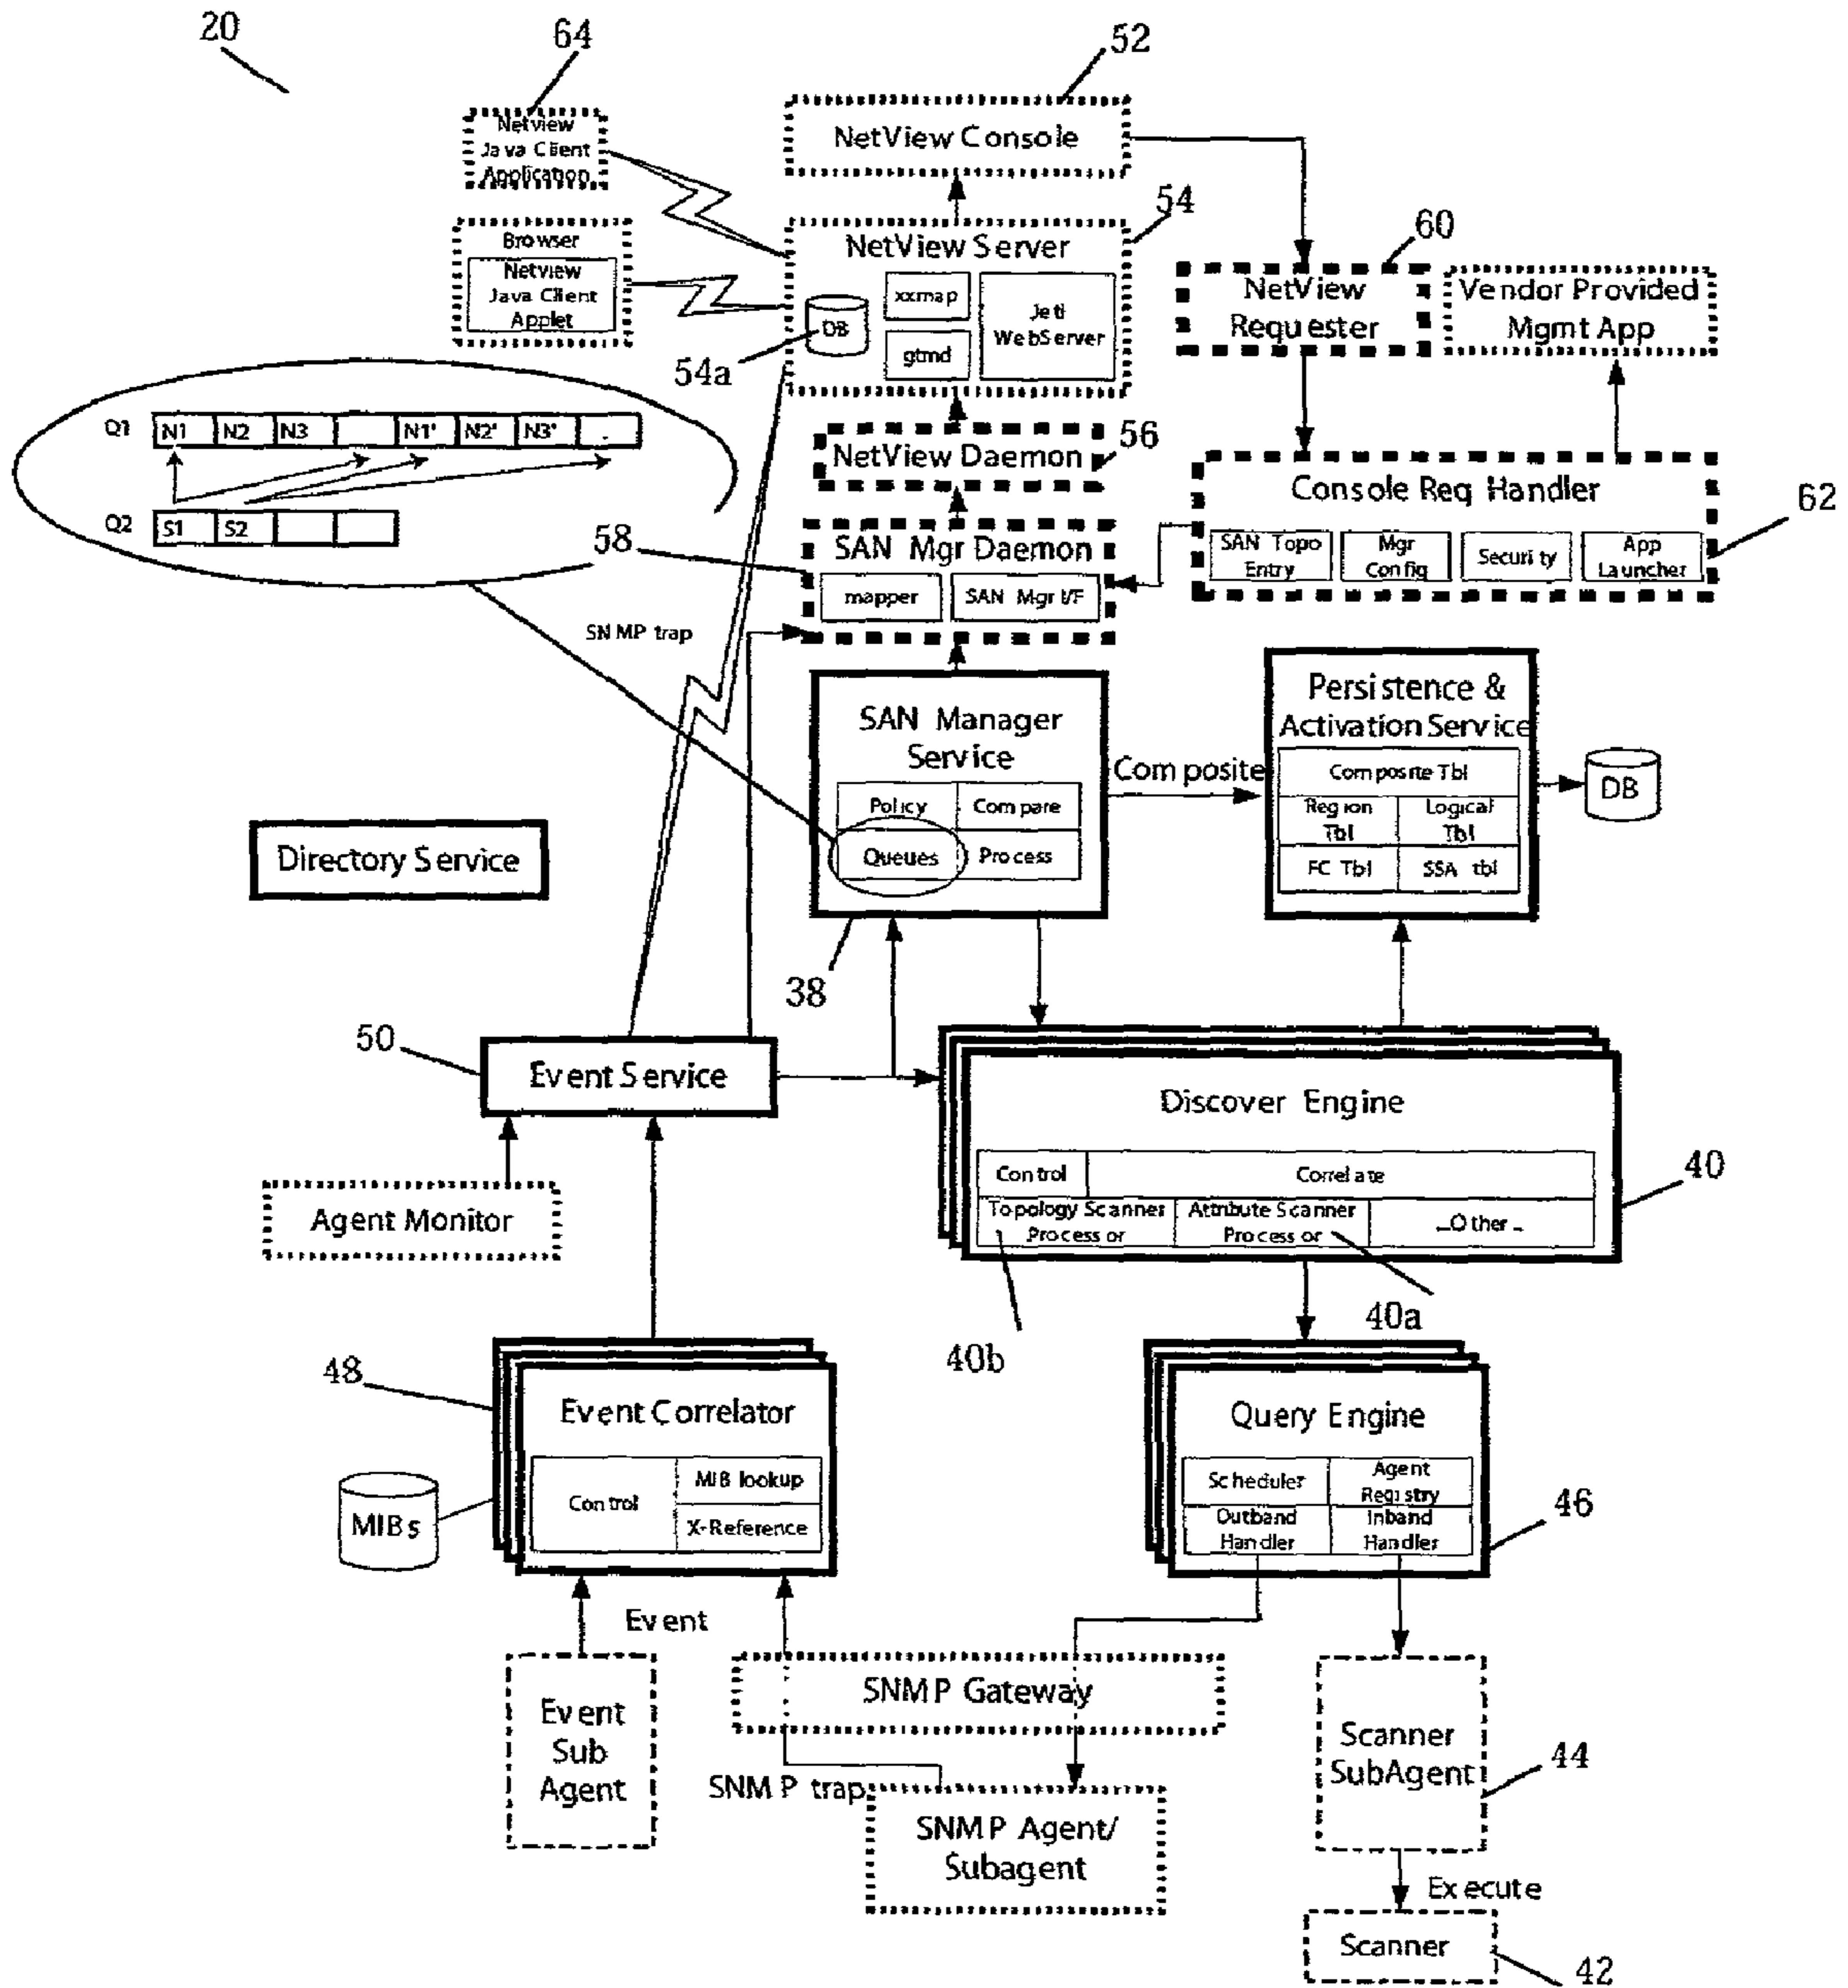 20
64
52
Netview
Java Client
Application
NetView Console
54
Browser
Netview
Java Client
Applet
NetView Server
DB
xxmap
gtmd
Jetl
WebServer
54a
60
NetView
Requester
Vendor Provided
Mgmt App
Q1 N1 N2 N3 N1' N2' N3' .
Q2 S1 S2
56
NetView Daemon
58
SAN Mgr Daemon
mapper
SAN Mgr I/F
Console Req Handler
SAN Topo
Entry
Mgr
Config
Security
App
Launcher
62
SNMP trap
SAN Manager
Service
Policy
Compare
Queues
Process
38
Composite
Persistence &
Activation Service
Composite Tbl
Region
Tbl
Logical
Tbl
FC Tbl
SSA tbl
DB
Directory Service
50
Event Service
Agent Monitor
Discover Engine
Control
Correlate
Topology Scanner
Processor
Attribute Scanner
Processor
..Other..
40
40a
40b
48
Event Correlator
Control
MIB lookup
X-Reference
MIBs
Query Engine
Scheduler
Agent
Registry
Outband
Handler
Inband
Handler
46
Event
Event
Sub
Agent
SNMP Gateway
SNMP trap
SNMP Agent/
Subagent
Scanner
SubAgent
44
Execute
Scanner
42